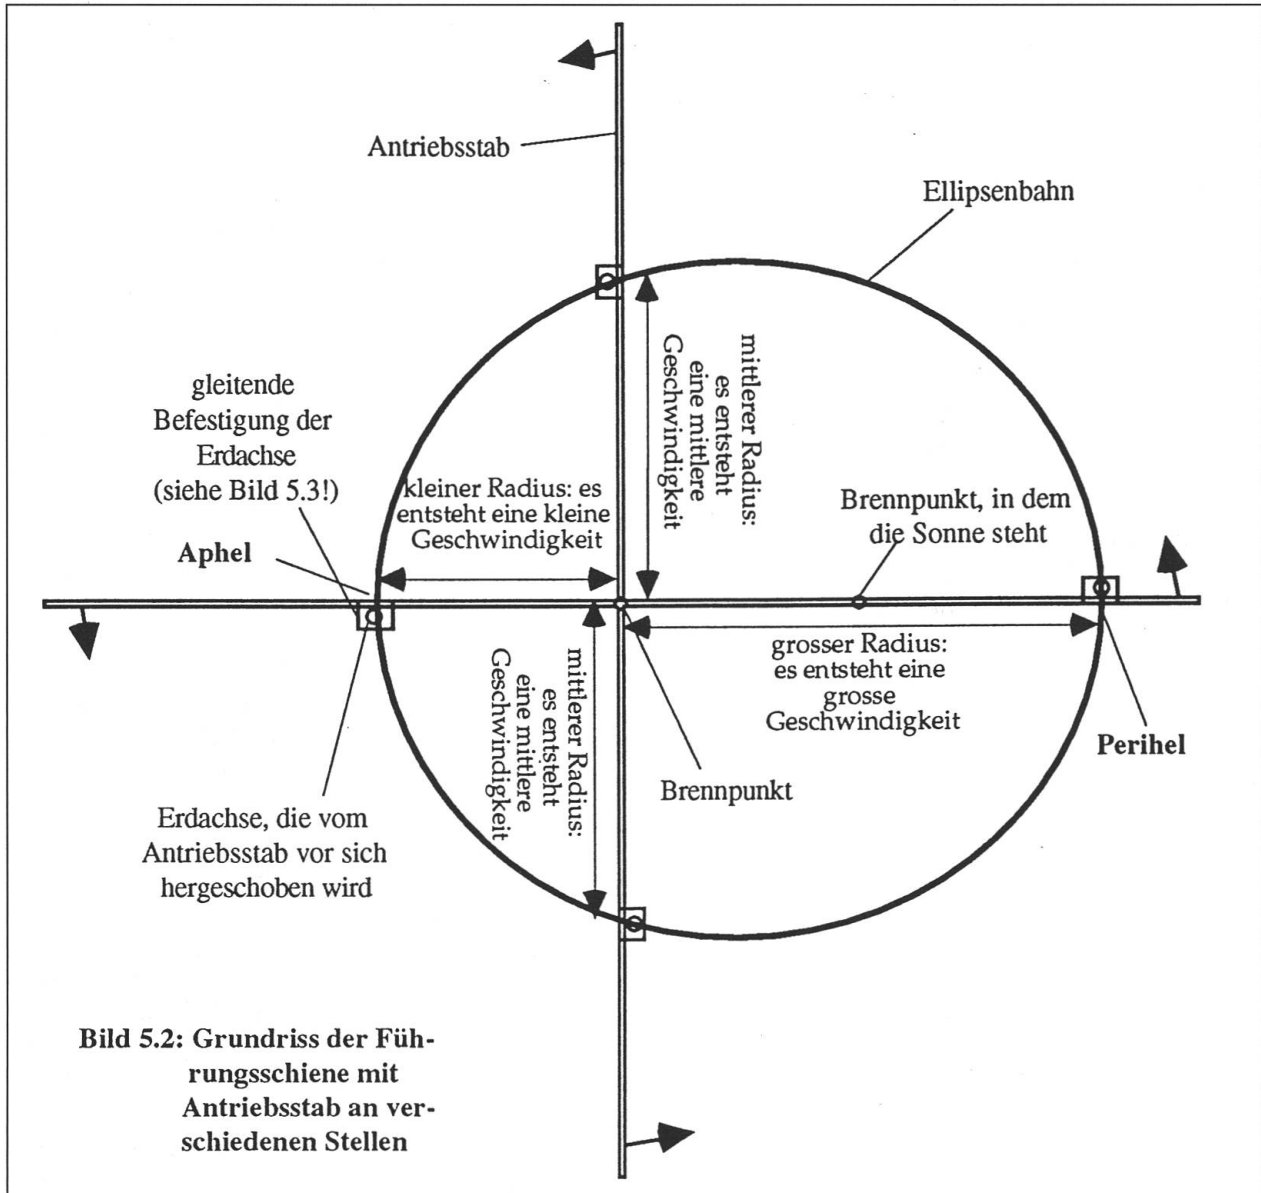 Antriebsstab
Ellipsenbahn
gleitende
Befestigung der
Erdachse
(siehe Bild 5.3!)
Aphel
kleiner Radius: es
entsteht eine kleine
Geschwindigkeit
mittlerer Radius:
es entsteht
eine mittlere
Geschwindigkeit
Brennpunkt, in dem
die Sonne steht
grosser Radius:
es entsteht eine
grosse
Geschwindigkeit
Perihel
mittlerer Radius:
es entsteht
eine mittlere
Geschwindigkeit
Brennpunkt
Erdachse, die vom
Antriebsstab vor sich
hergeschoben wird
Bild 5.2: Grundriss der Füh-
rungsschiene mit
Antriebsstab an ver-
schiedenen Stellen